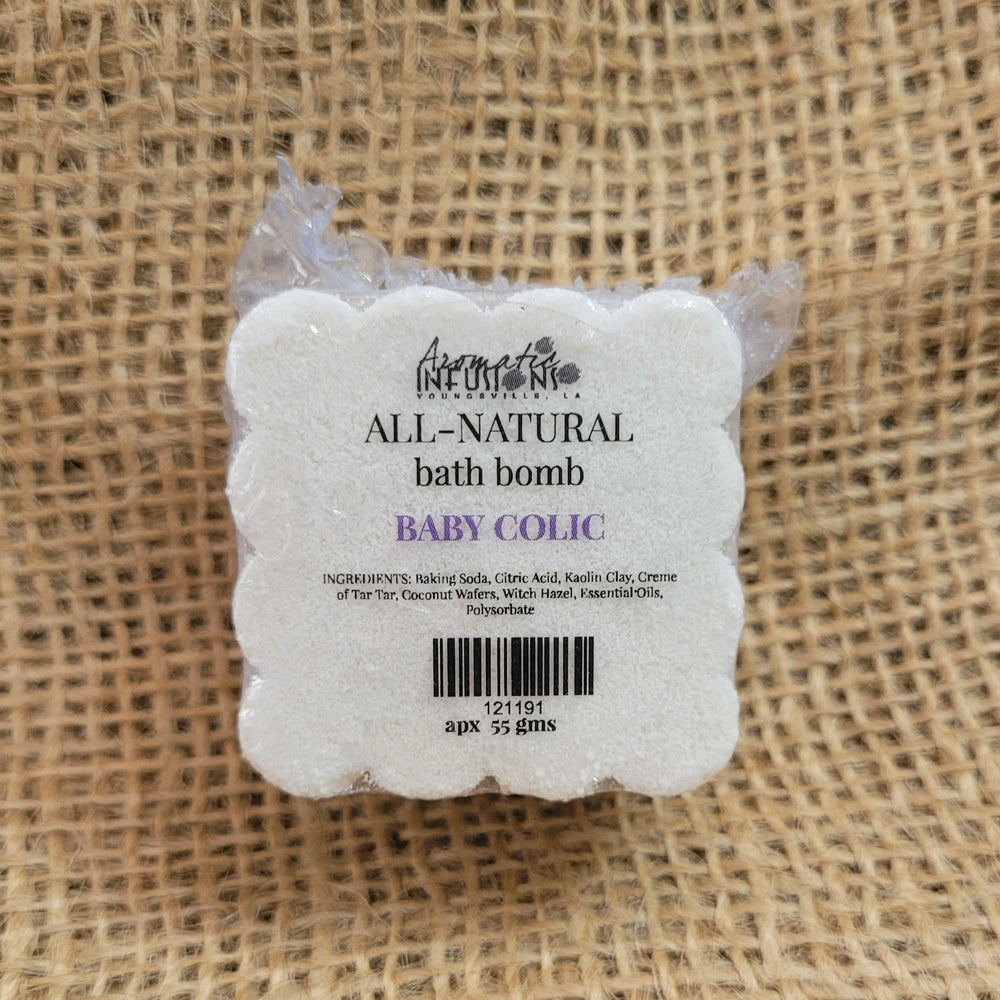 Aromatic
INFUSIONS
YOUNGSVILLE, LA
ALL-NATURAL
bath bomb
BABY COLIC
INGREDIENTS: Baking Soda, Citric Acid, Kaolin Clay, Creme
of Tar Tar, Coconut Wafers, Witch Hazel, Essential Oils,
Polysorbate
121191
apx 55 gms